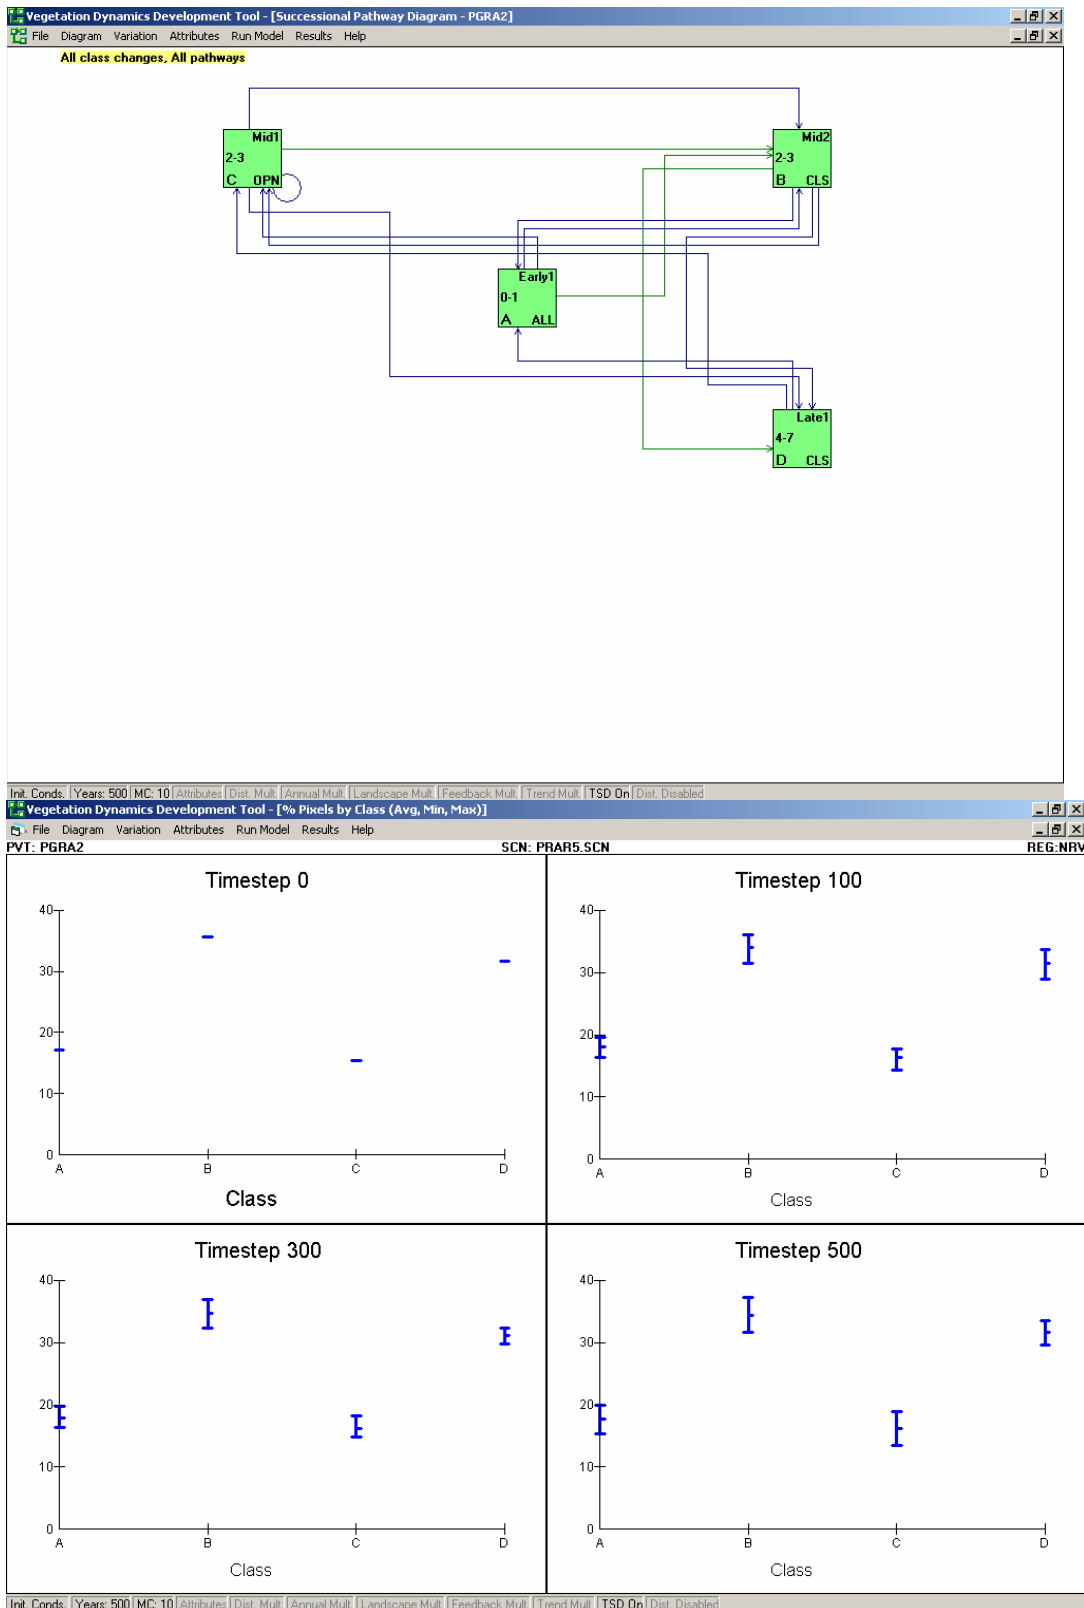 Vegetation Dynamics Development Tool - [Successional Pathway Diagram - PGRA2]
File Diagram Variation Attributes Run Model Results Help
All class changes, All pathways
Mid1
2-3
C OPN
Mid2
2-3
B CLS
Early1
0-1
A ALL
Late1
4-7
D CLS
Init. Conds. Years: 500 MC: 10 Attributes Dist. Mult. Annual Mult. Landscape Mult. Feedback Mult. Trend Mult. TSD On Dist. Disabled
Vegetation Dynamics Development Tool - [% Pixels by Class (Avg, Min, Max)]
File Diagram Variation Attributes Run Model Results Help
PVT: PGRA2 SCN: PRAR5.SCN REG:NRV
Timestep 0
40
30
20
10
0
A B C D
Class
Timestep 100
40
30
20
10
0
A B C D
Class
Timestep 300
40
30
20
10
0
A B C D
Class
Timestep 500
40
30
20
10
0
A B C D
Class
Init. Conds. Years: 500 MC: 10 Attributes Dist. Mult. Annual Mult. Landscape Mult. Feedback Mult. Trend Mult. TSD On Dist. Disabled